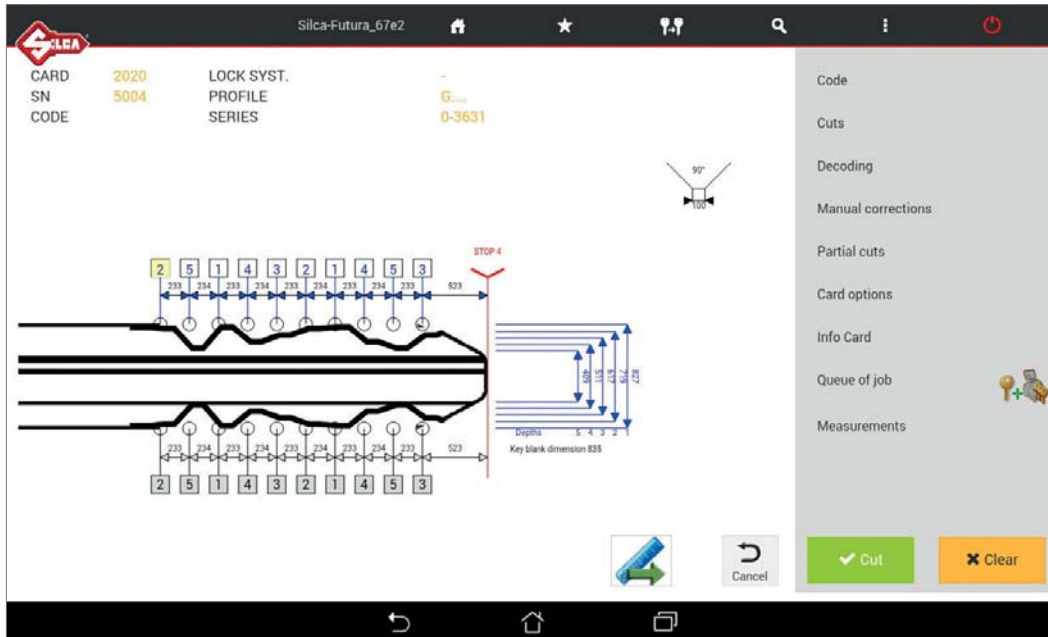 Silca-Futura_67e2
SILCA
CARD 2020 LOCK SYST. -
SN 5004 PROFILE G....
CODE SERIES 0-3631
90°
100
STOP 4
2 5 1 4 3 2 1 4 5 3
233 234 233 234 233 234 233 234 233 523
409 511 617 719 827
Depths 5 4 3 2 1
Key blank dimension 835
233 234 233 234 233 234 233 234 233 523
2 5 1 4 3 2 1 4 5 3
Cancel
Code
Cuts
Decoding
Manual corrections
Partial cuts
Card options
Info Card
Queue of job
Measurements
Cut
Clear